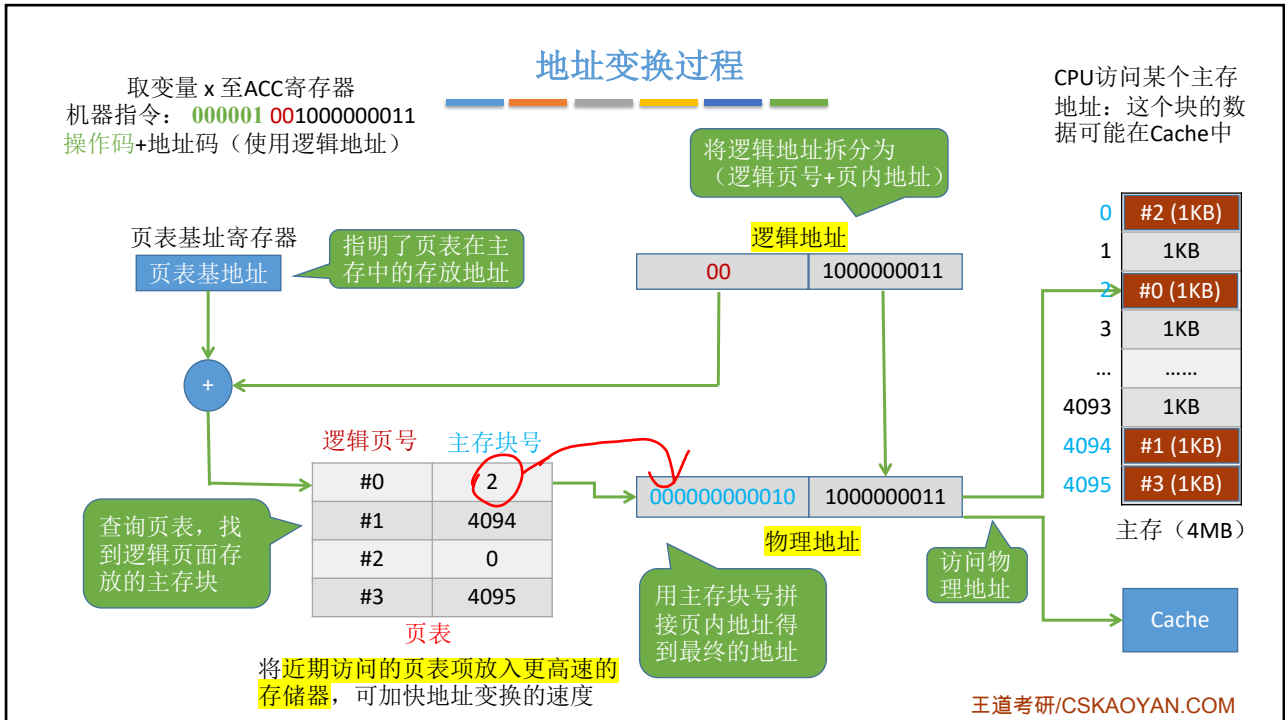 地址变换过程
取变量 x 至ACC寄存器
机器指令： 000001 001000000011
操作码+地址码（使用逻辑地址）
CPU访问某个主存
地址：这个块的数
据可能在Cache中
将逻辑地址拆分为
（逻辑页号+页内地址）
页表基址寄存器
页表基地址
指明了页表在主
存中的存放地址
逻辑地址
00 1000000011
+
0 #2 (1KB)
1 1KB
2 #0 (1KB)
3 1KB
... ……
4093 1KB
4094 #1 (1KB)
4095 #3 (1KB)
主存（4MB）
逻辑页号 主存块号
#0 2
#1 4094
#2 0
#3 4095
页表
查询页表，找
到逻辑页面存
放的主存块
000000000010 1000000011
物理地址
用主存块号拼
接页内地址得
到最终的地址
访问物
理地址
Cache
将近期访问的页表项放入更高速的
存储器，可加快地址变换的速度
王道考研/CSKAOYAN.COM